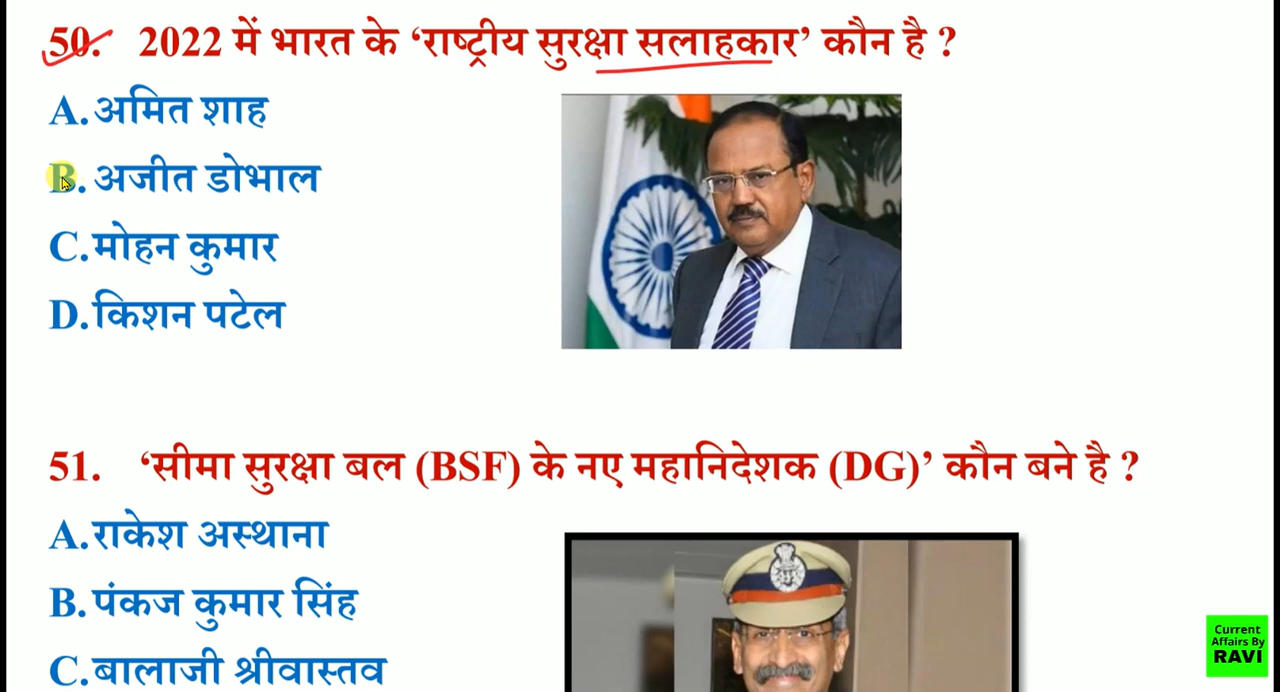 50. 2022 में भारत के ‘राष्ट्रीय सुरक्षा सलाहकार’ कौन है ?
A.अमित शाह
B.अजीत डोभाल
C.मोहन कुमार
D.किशन पटेल
51. ‘सीमा सुरक्षा बल (BSF) के नए महानिदेशक (DG)’ कौन बने है ?
A.राकेश अस्थाना
B.पंकज कुमार सिंह
C.बालाजी श्रीवास्तव
Current
Affairs By
RAVI